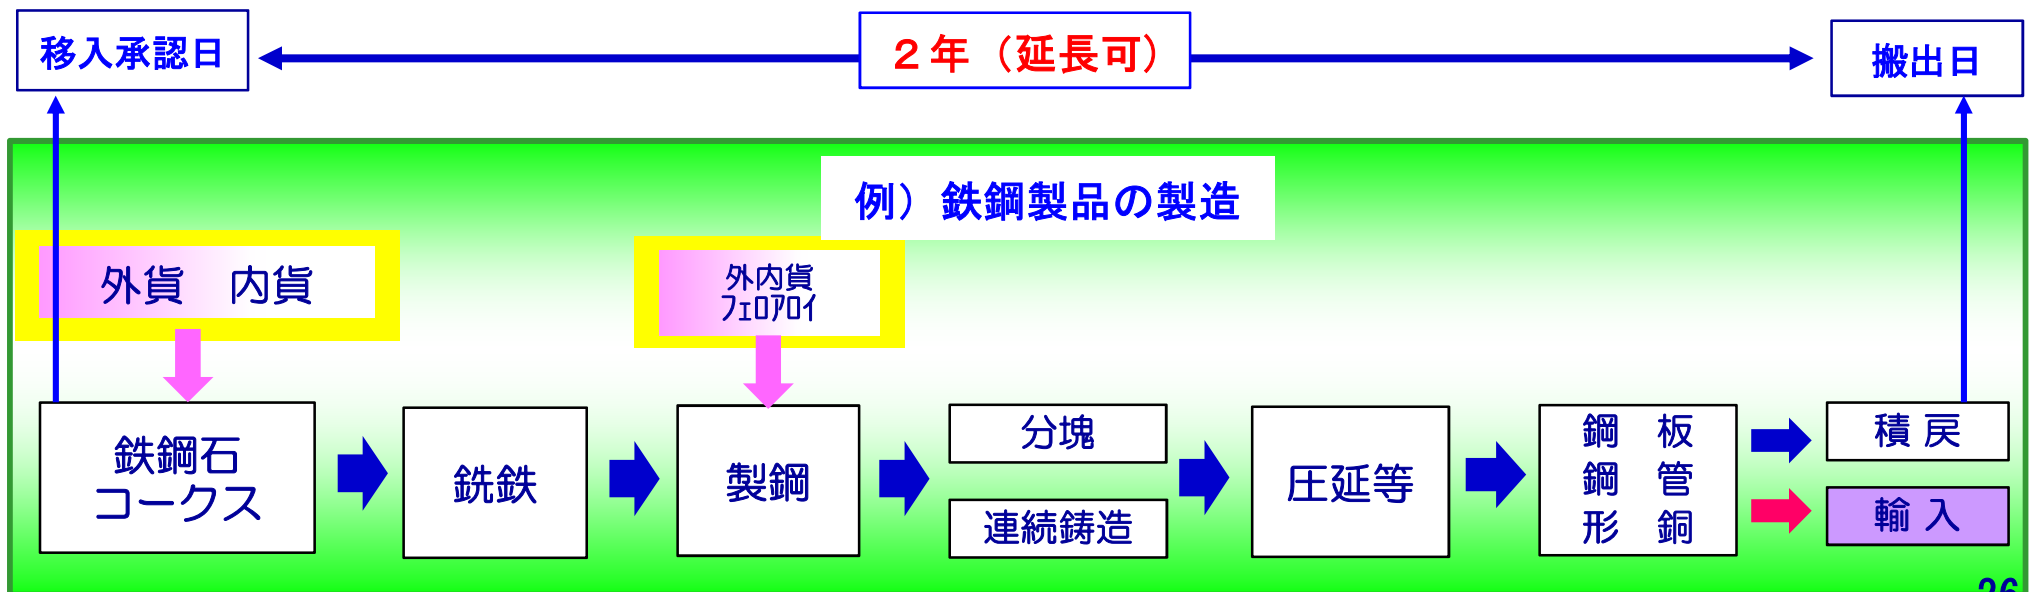 移入承認日
２年（延長可）
搬出日
例）鉄鋼製品の製造
外貨　内貨
外内貨
ﾌｪﾛｱﾛｲ
鉄鋼石
コークス
銑鉄
製鋼
分塊
連続鋳造
圧延等
鋼　板
鋼　管
形　銅
積 戻
輸 入
26